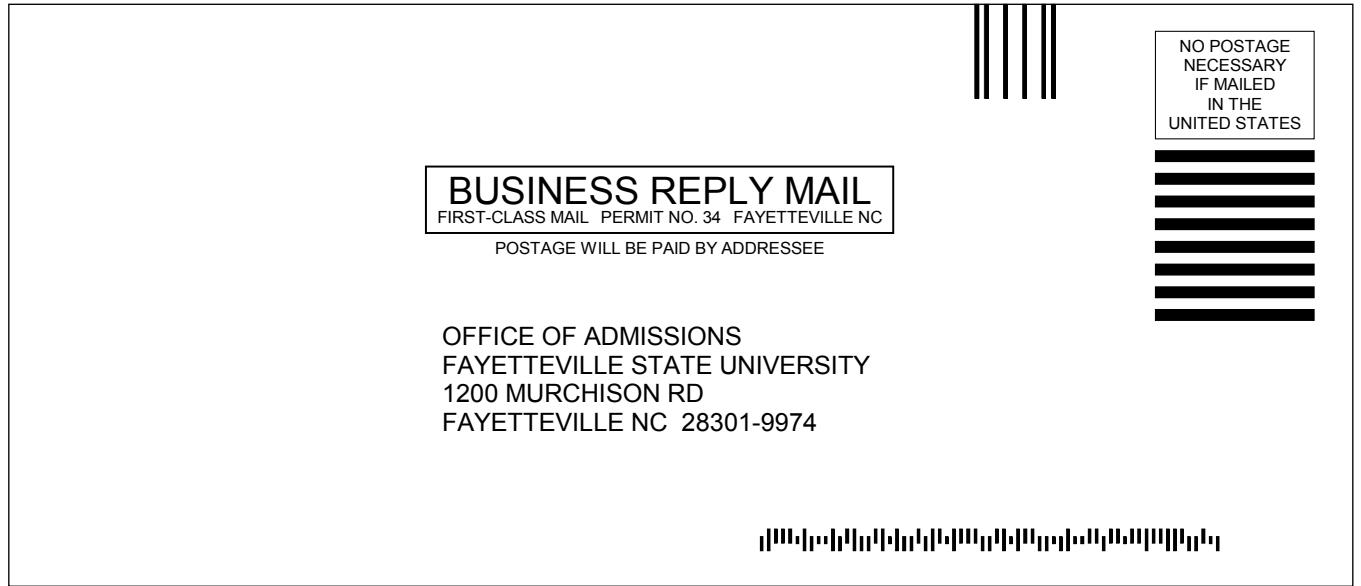 NO POSTAGE
NECESSARY
IF MAILED
IN THE
UNITED STATES
BUSINESS REPLY MAIL
FIRST-CLASS MAIL PERMIT NO. 34 FAYETTEVILLE NC
POSTAGE WILL BE PAID BY ADDRESSEE
OFFICE OF ADMISSIONS
FAYETTEVILLE STATE UNIVERSITY
1200 MURCHISON RD
FAYETTEVILLE NC 28301-9974